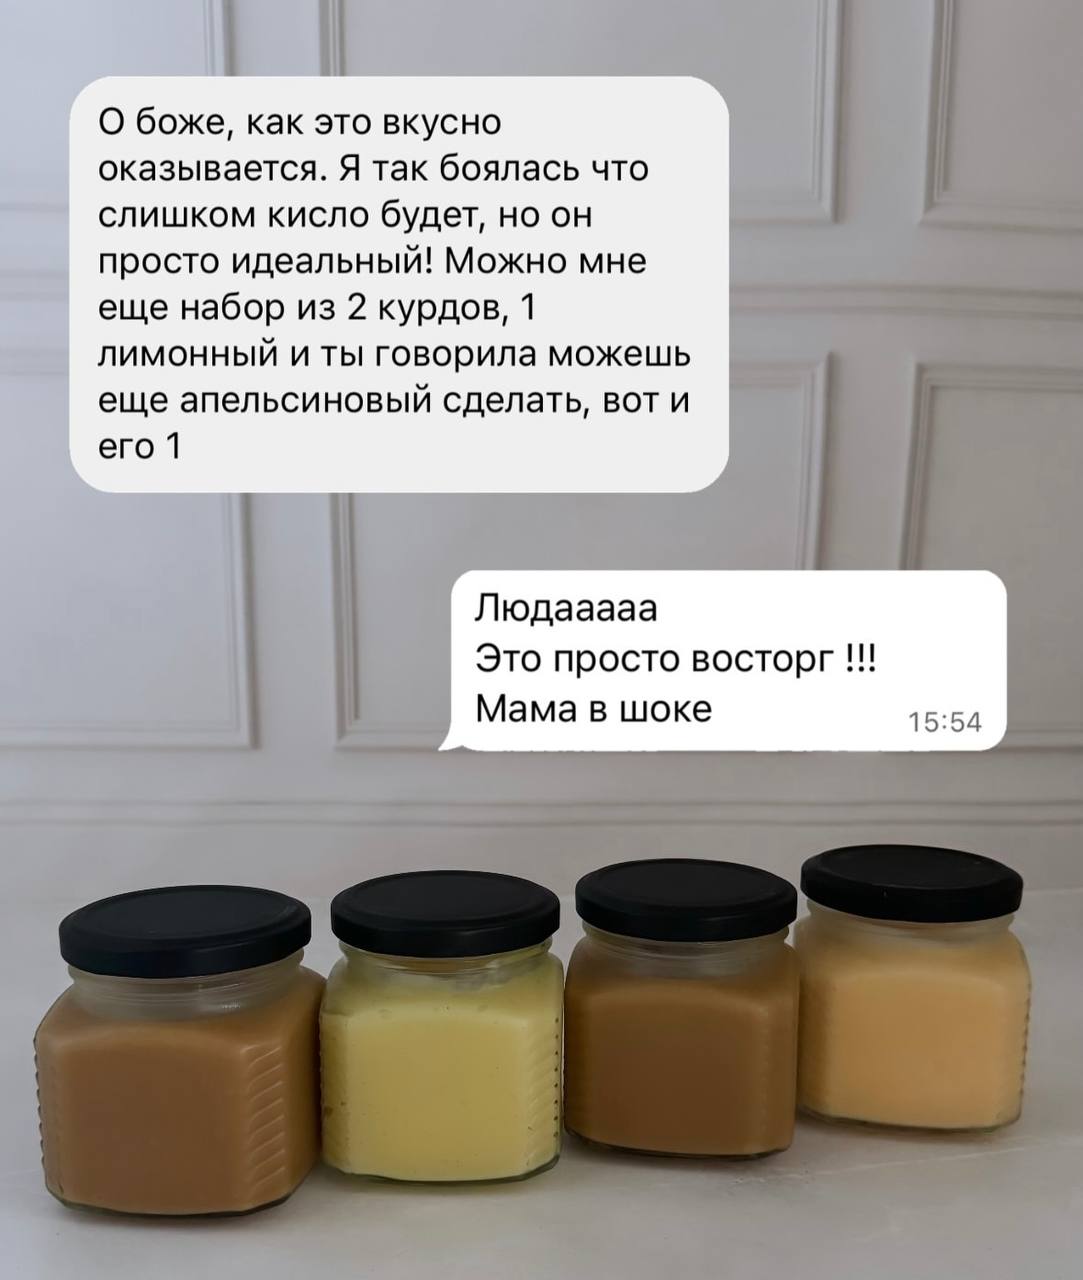 О боже, как это вкусно
оказывается. Я так боялась что
слишком кисло будет, но он
просто идеальный! Можно мне
еще набор из 2 курдов, 1
лимонный и ты говорила можешь
еще апельсиновый сделать, вот и
его 1
Людааааа
Это просто восторг !!!
Мама в шоке
15:54